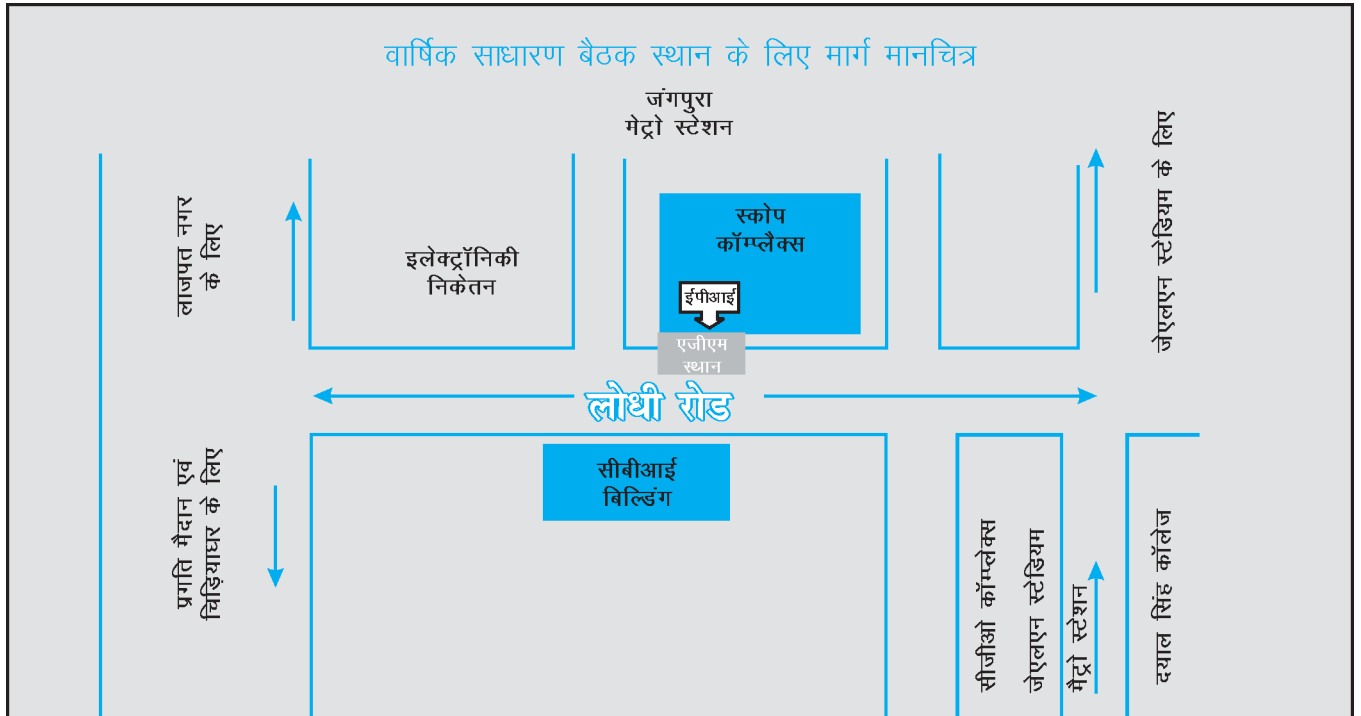 वार्षिक साधारण बैठक स्थान के लिए मार्ग मानचित्र
जंगपुरा
मेट्रो स्टेशन
जेएलएन स्टेडियम के लिए
लाजपत नगर
के लिए
इलेक्ट्रॉनिकी
निकेतन
स्कोप
कॉम्प्लैक्स
ईपीआई
एजीएम
स्थान
लोधी रोड
सीबीआई
बिल्डिंग
प्रगति मैदान एवं
चिड़ियाघर के लिए
सीजीओ कॉम्प्लेक्स
जेएलएन स्टेडियम
मैट्रो स्टेशन
दयाल सिंह कॉलेज